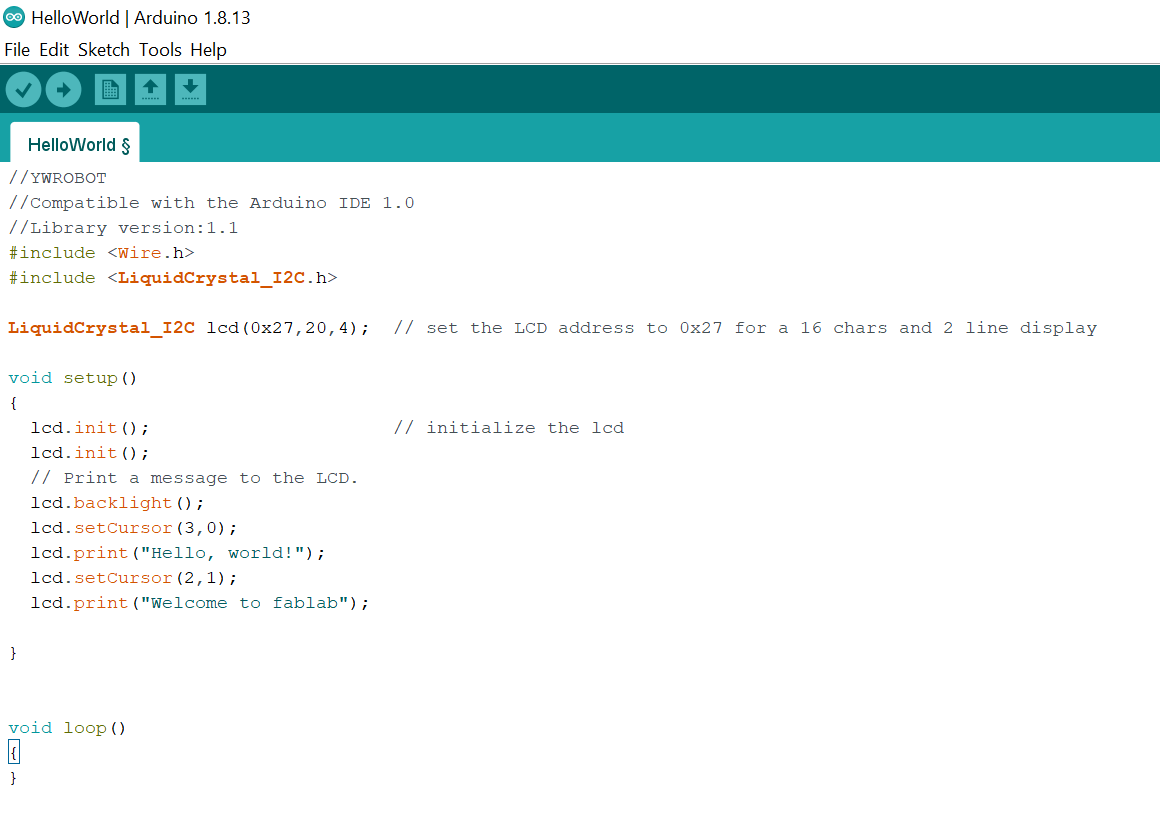 HelloWorld | Arduino 1.8.13
File Edit Sketch Tools Help
HelloWorld §
//YWROBOT
//Compatible with the Arduino IDE 1.0
//Library version:1.1
#include <Wire.h>
#include <LiquidCrystal_I2C.h>
LiquidCrystal_I2C lcd(0x27,20,4);  // set the LCD address to 0x27 for a 16 chars and 2 line display
void setup()
{
  lcd.init();                      // initialize the lcd
  lcd.init();
  // Print a message to the LCD.
  lcd.backlight();
  lcd.setCursor(3,0);
  lcd.print("Hello, world!");
  lcd.setCursor(2,1);
  lcd.print("Welcome to fablab");
}
void loop()
{
}